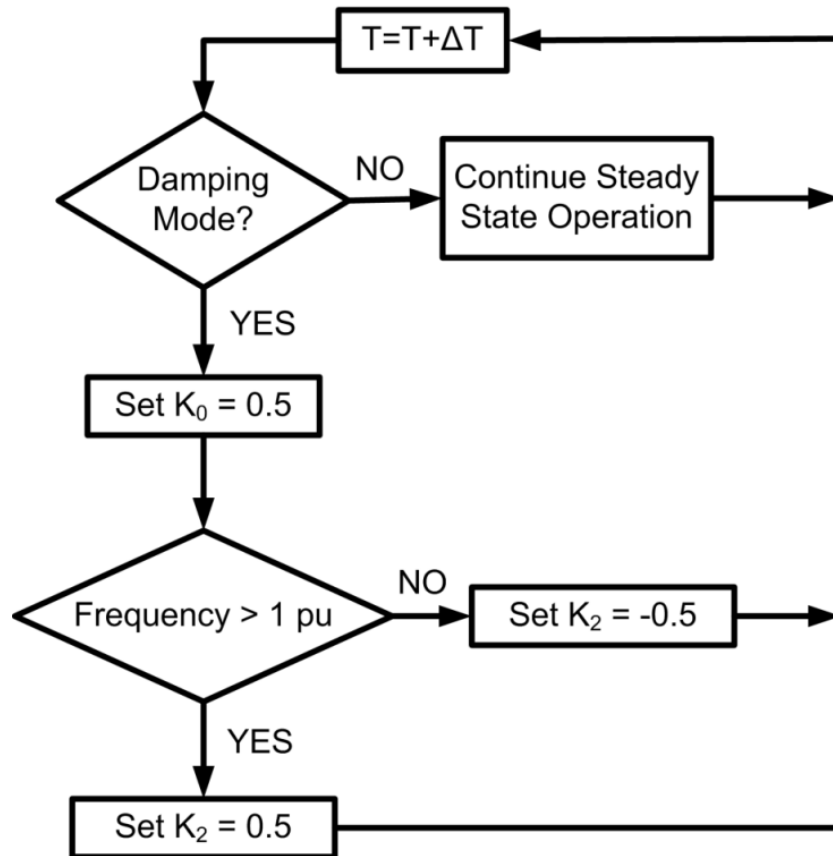 T=T+ΔT
Damping
Mode?
NO
Continue Steady
State Operation
YES
Set K₀ = 0.5
Frequency > 1 pu
NO
Set K₂ = -0.5
YES
Set K₂ = 0.5